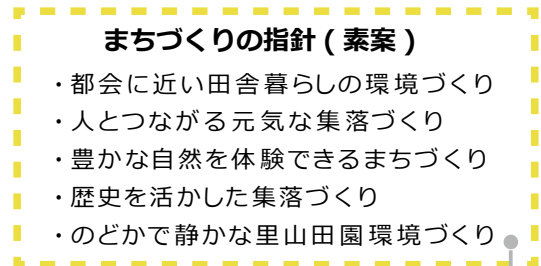 まちづくりの指針(素案)
・都会に近い田舎暮らしの環境づくり
・人とつながる元気な集落づくり
・豊かな自然を体験できるまちづくり
・歴史を活かした集落づくり
・のどかで静かな里山田園環境づくり